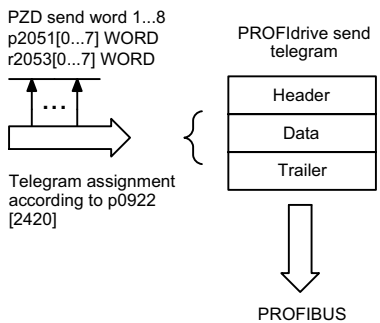 PZD send word 1...8
p2051[0...7] WORD
r2053[0...7] WORD
...
Telegram assignment
according to p0922
[2420]
PROFIdrive send
telegram
Header
Data
Trailer
PROFIBUS